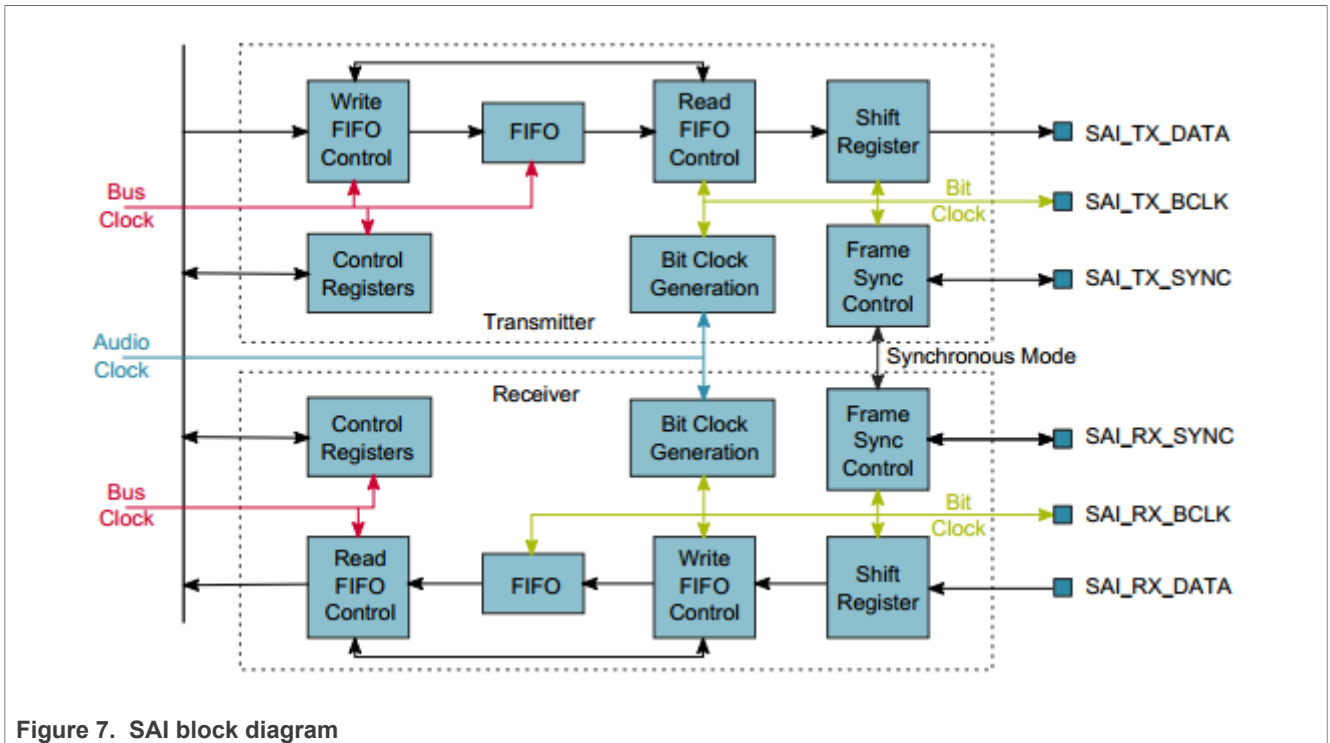 Write
FIFO
Control
FIFO
Read
FIFO
Control
Shift
Register
SAI_TX_DATA
Bus
Clock
Bit
Clock
SAI_TX_BCLK
Control
Registers
Bit Clock
Generation
Frame
Sync
Control
SAI_TX_SYNC
Transmitter
Audio
Clock
Synchronous Mode
Receiver
Control
Registers
Bit Clock
Generation
Frame
Sync
Control
SAI_RX_SYNC
Bus
Clock
Bit
Clock
SAI_RX_BCLK
Read
FIFO
Control
FIFO
Write
FIFO
Control
Shift
Register
SAI_RX_DATA
Figure 7. SAI block diagram